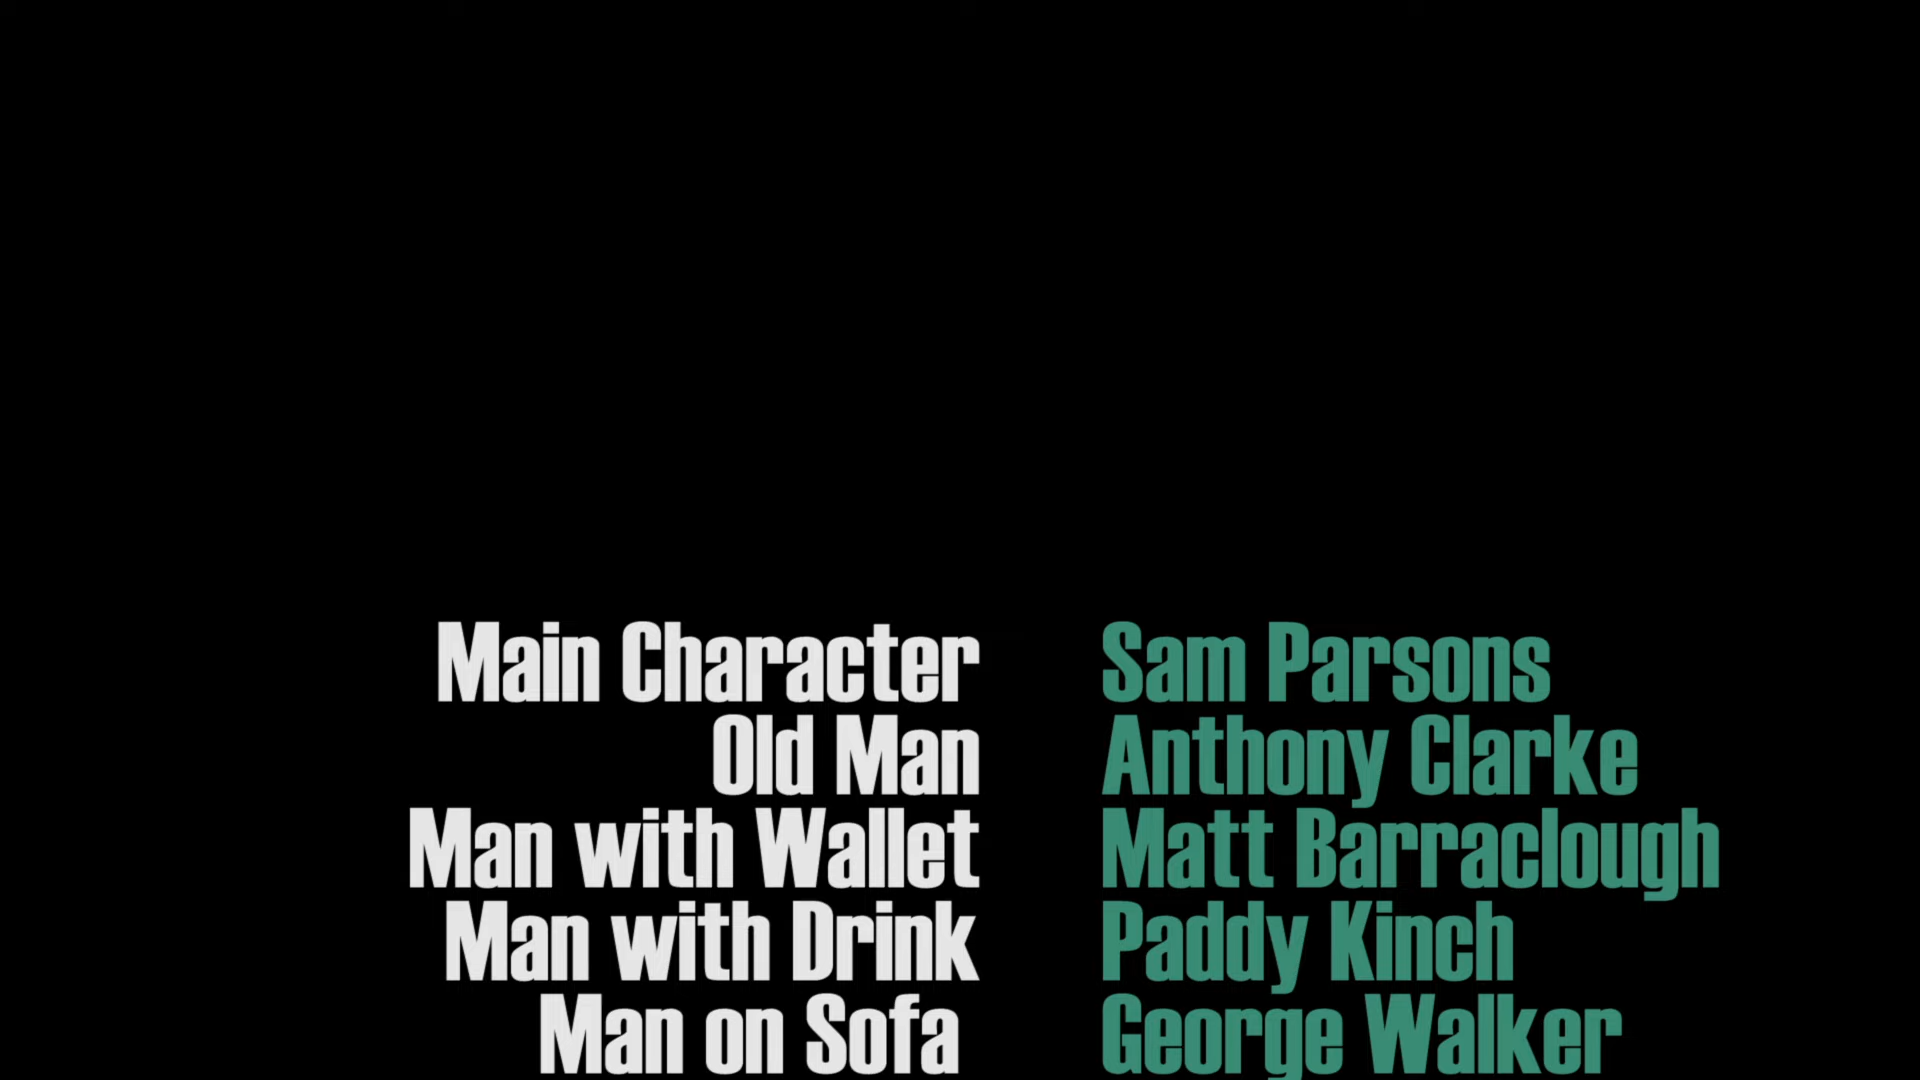 Main Character Sam Parsons
Old Man Anthony Clarke
Man with Wallet Matt Barraclough
Man with Drink Paddy Kinch
Man on Sofa George Walker